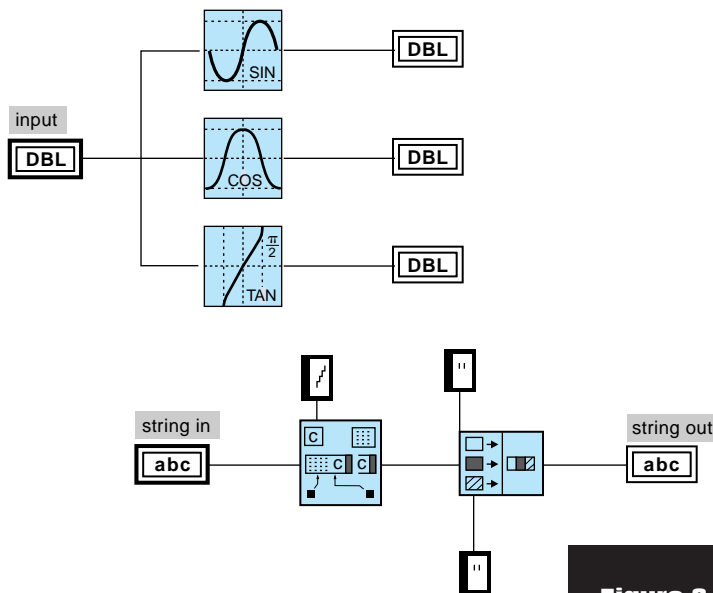 SIN
DBL
input
DBL
COS
DBL
π/2
TAN
DBL
"
string in
abc
C
C
C
string out
abc
"